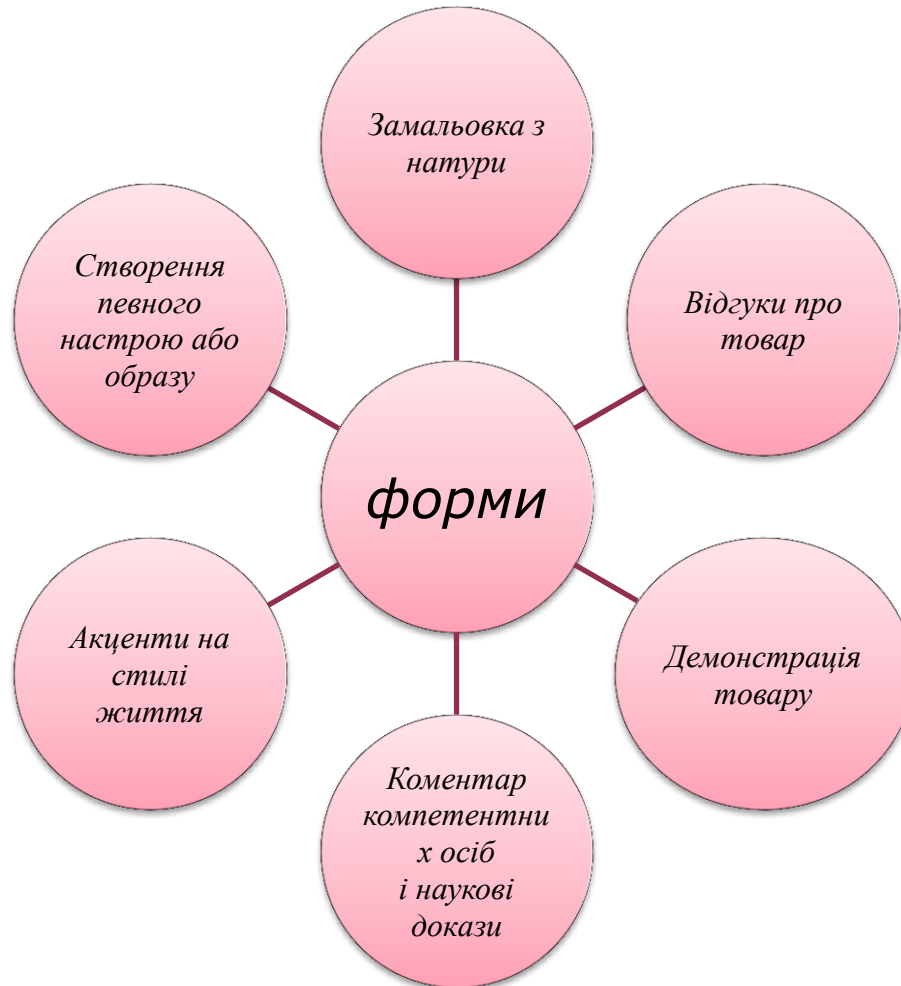 Замальовка з
натури
Створення
певного
настрою або
образу
Відгуки про
товар
форми
Акценти на
стилі
життя
Демонстрація
товару
Коментар
компетентни
х осіб
і наукові
докази